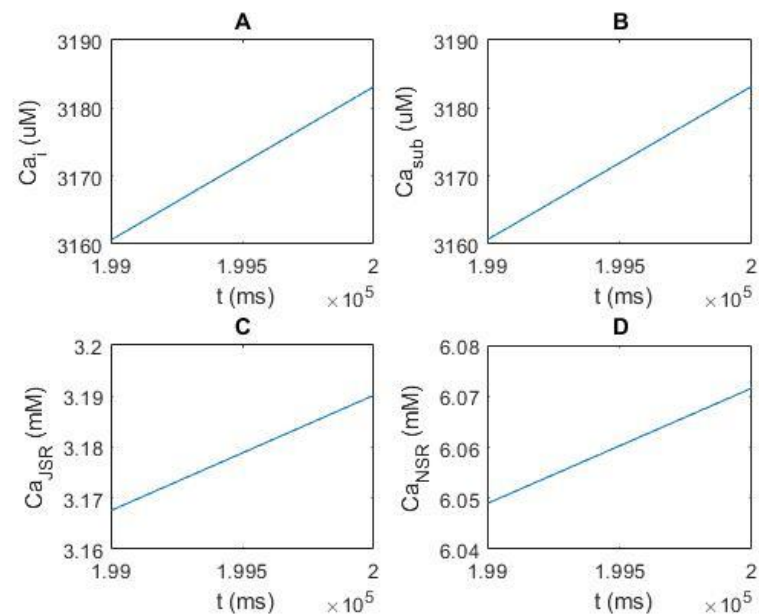 A
3190
3180
3170
3160
Ca_i (uM)
1.99
1.995
2
t (ms)
×10^5
B
3190
3180
3170
3160
Ca_sub (uM)
1.99
1.995
2
t (ms)
×10^5
C
3.2
3.19
3.18
3.17
3.16
Ca_JSR (mM)
1.99
1.995
2
t (ms)
×10^5
D
6.08
6.07
6.06
6.05
6.04
Ca_NSR (mM)
1.99
1.995
2
t (ms)
×10^5